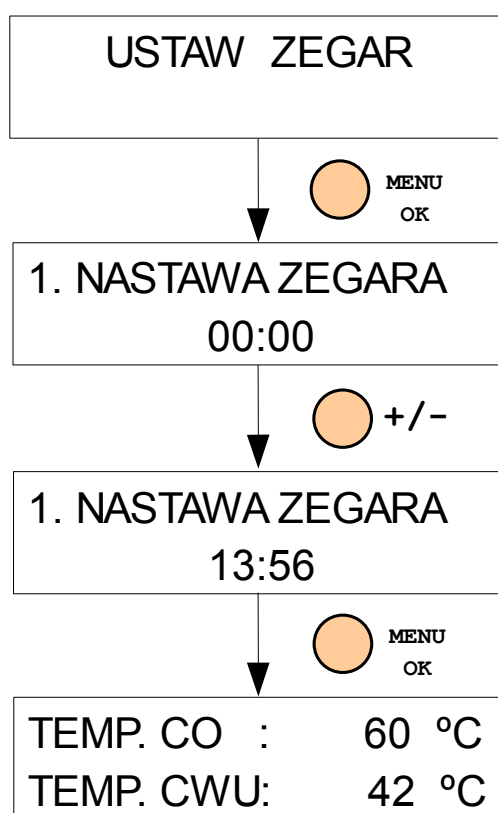 USTAW ZEGAR
MENU
OK
1. NASTAWA ZEGARA
00:00
+/-
1. NASTAWA ZEGARA
13:56
MENU
OK
TEMP. CO : 60 ºC
TEMP. CWU: 42 ºC